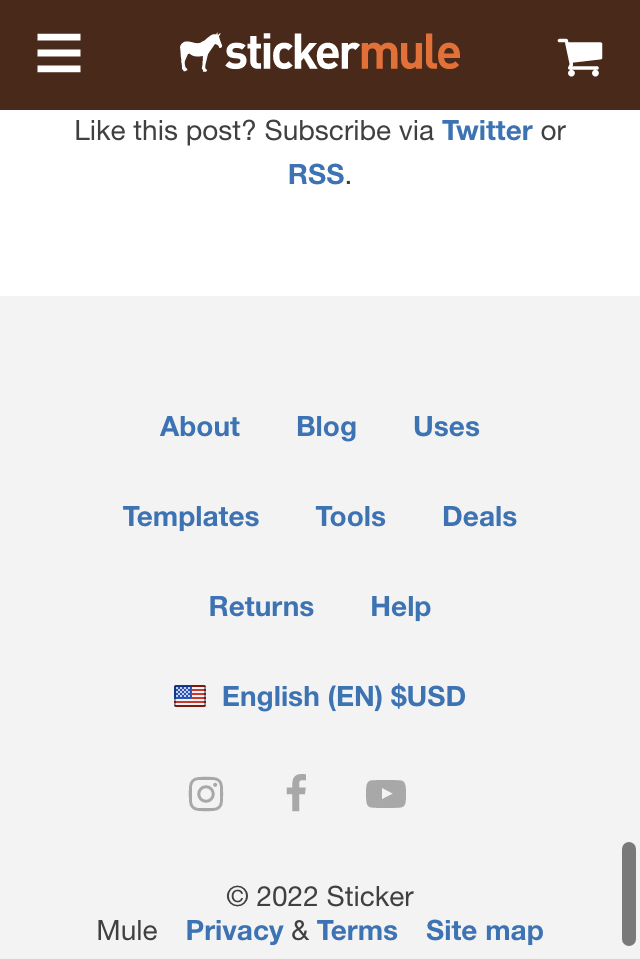 stickermule
Like this post? Subscribe via Twitter or
RSS.
About Blog Uses
Templates Tools Deals
Returns Help
English (EN) $USD
© 2022 Sticker
Mule Privacy & Terms Site map